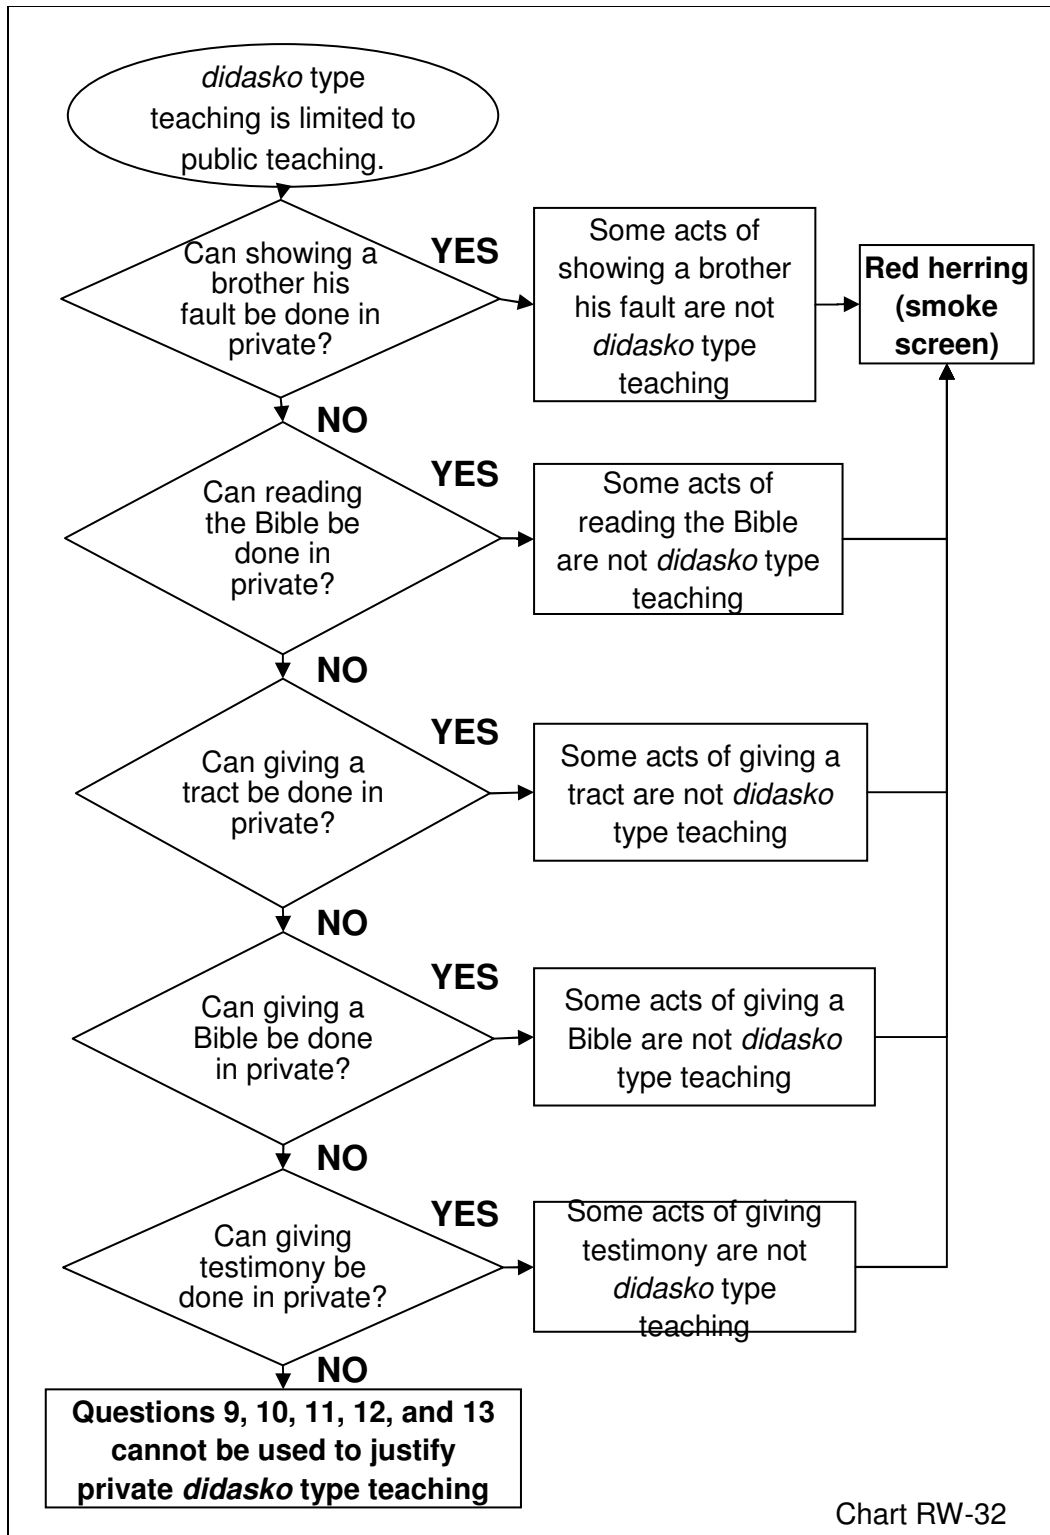 didasko type
teaching is limited to
public teaching.
Can showing a
brother his
fault be done in
private?
YES
Some acts of
showing a brother
his fault are not
didasko type
teaching
Red herring
(smoke
screen)
NO
Can reading
the Bible be
done in
private?
YES
Some acts of
reading the Bible
are not didasko type
teaching
NO
Can giving a
tract be done in
private?
YES
Some acts of giving a
tract are not didasko
type teaching
NO
Can giving a
Bible be done
in private?
YES
Some acts of giving a
Bible are not didasko
type teaching
NO
Can giving
testimony be
done in private?
YES
Some acts of giving
testimony are not
didasko type
teaching
NO
Questions 9, 10, 11, 12, and 13
cannot be used to justify
private didasko type teaching
Chart RW-32